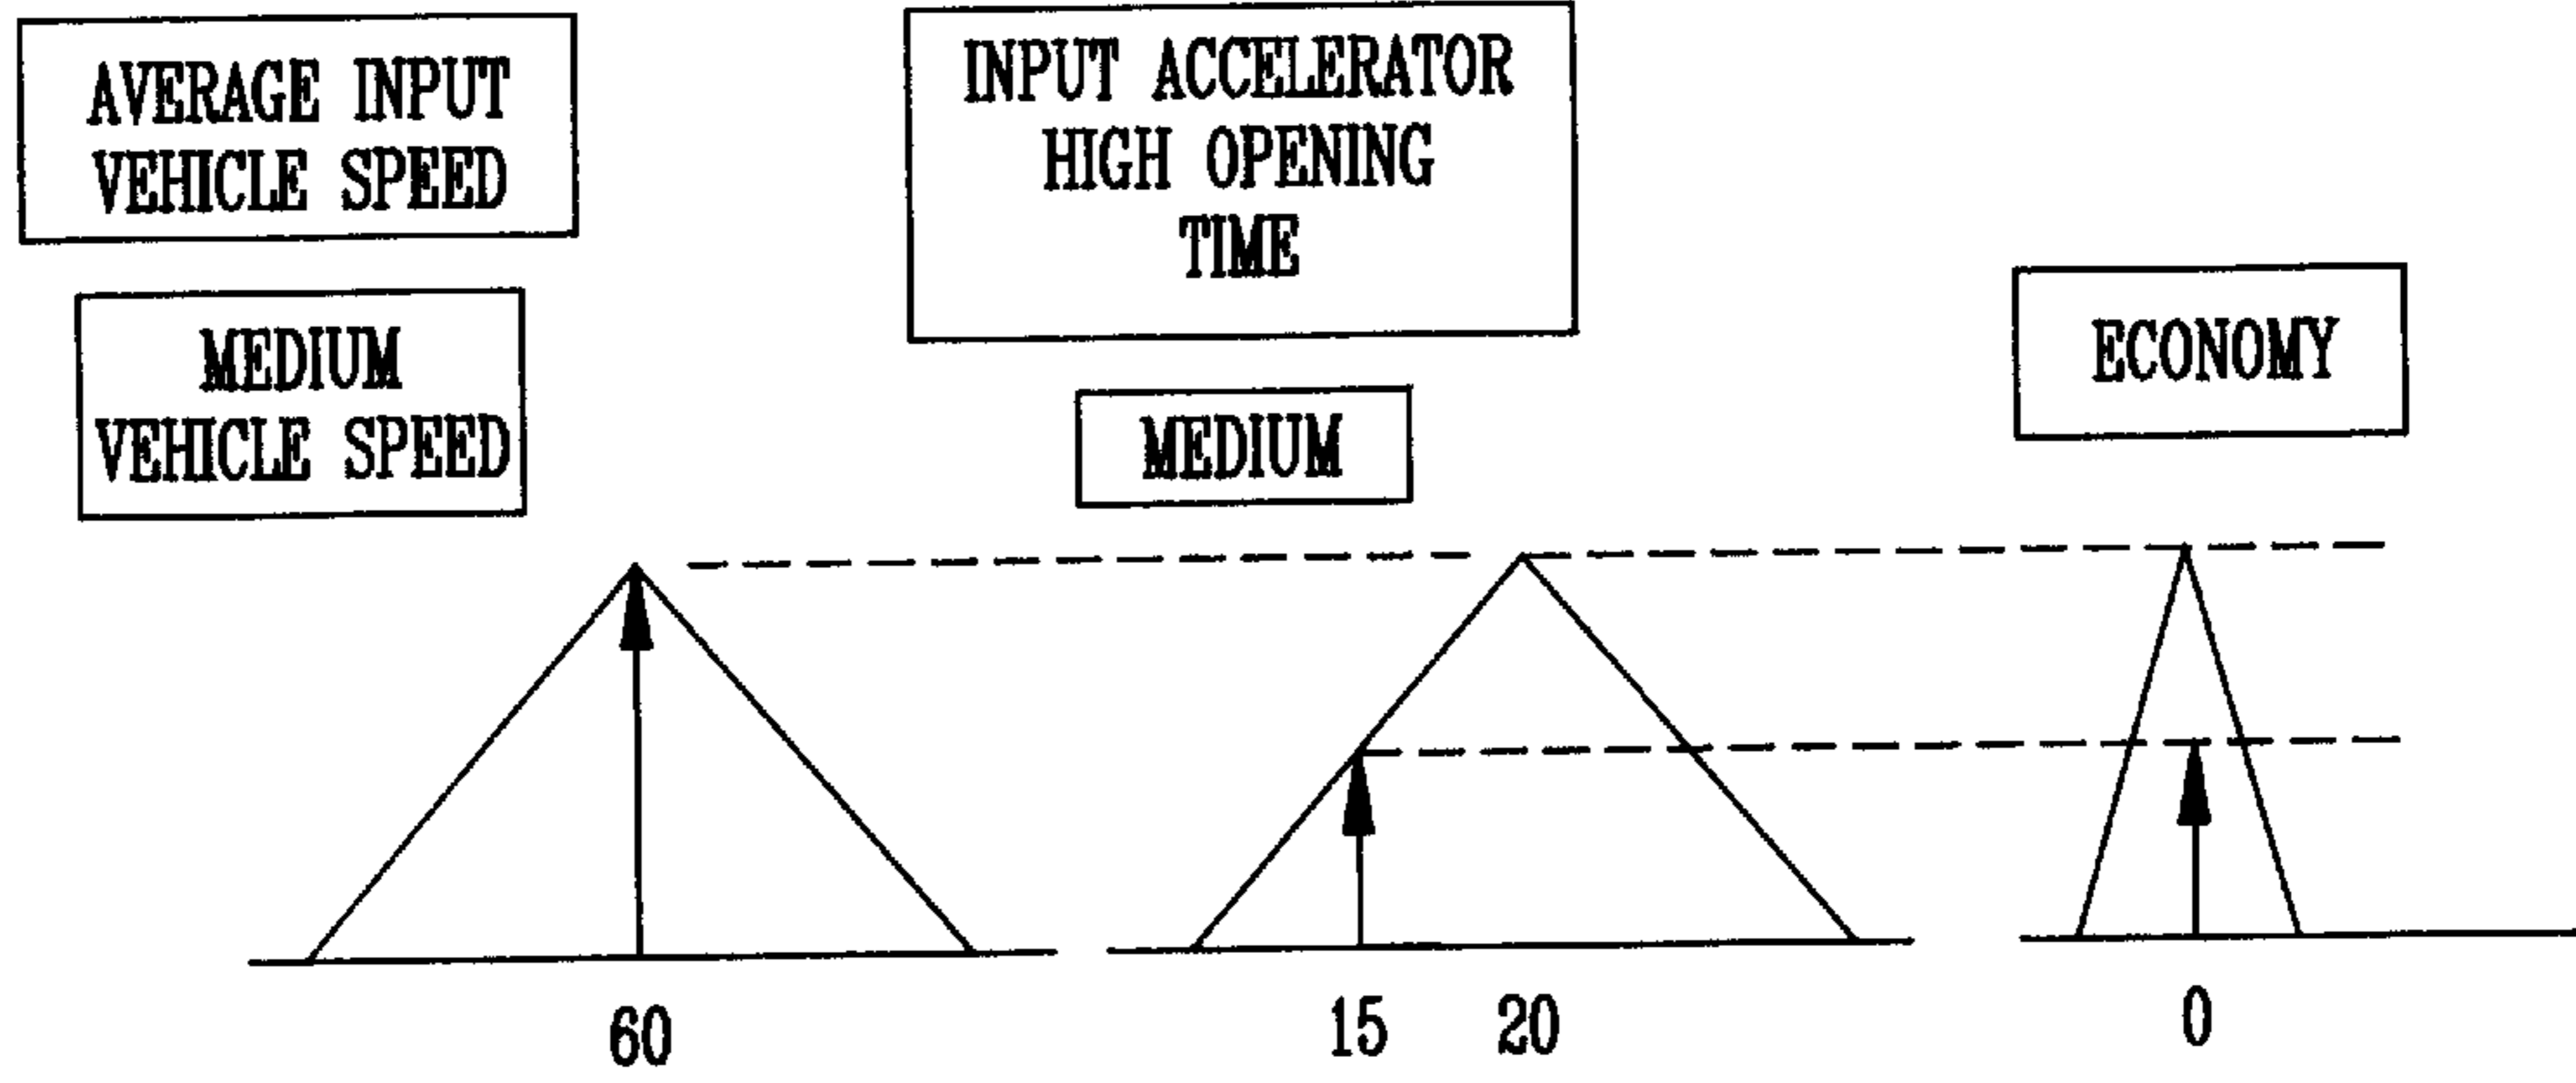 AVERAGE INPUT
VEHICLE SPEED
INPUT ACCELERATOR
HIGH OPENING
TIME
MEDIUM
VEHICLE SPEED
MEDIUM
ECONOMY
60
15
20
0